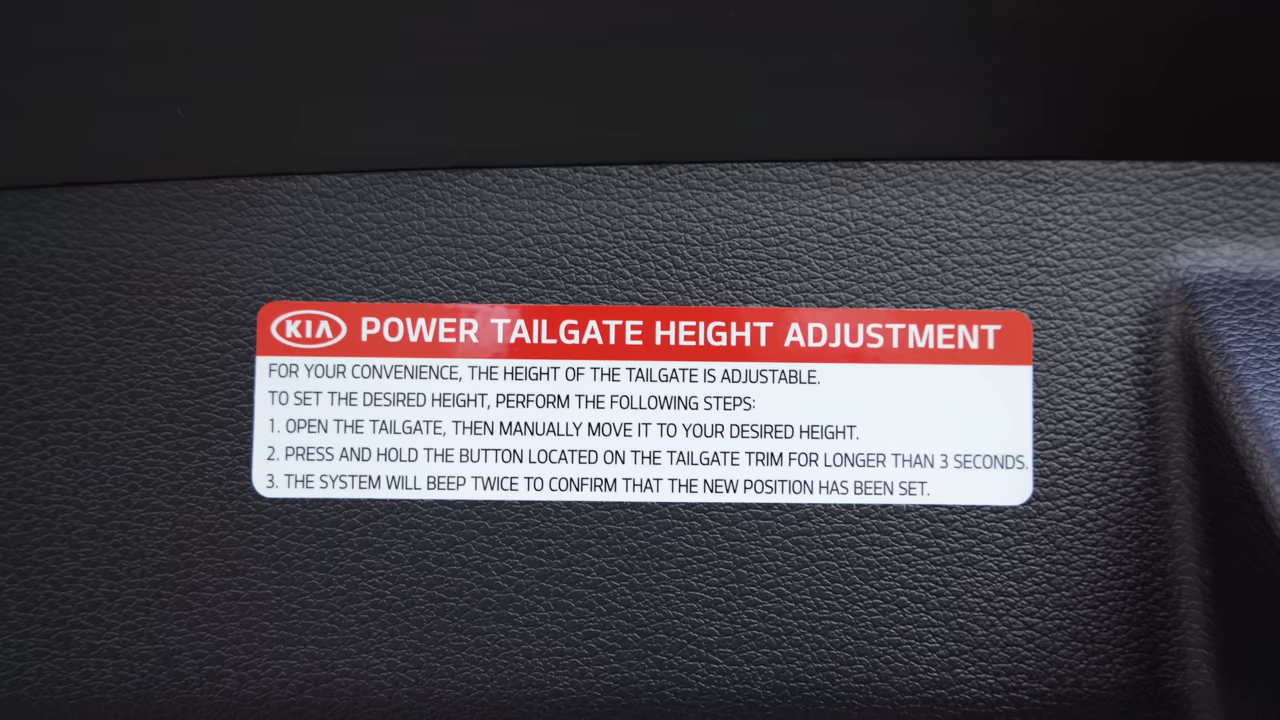 KIA POWER TAILGATE HEIGHT ADJUSTMENT
FOR YOUR CONVENIENCE, THE HEIGHT OF THE TAILGATE IS ADJUSTABLE.
TO SET THE DESIRED HEIGHT, PERFORM THE FOLLOWING STEPS:
1. OPEN THE TAILGATE, THEN MANUALLY MOVE IT TO YOUR DESIRED HEIGHT.
2. PRESS AND HOLD THE BUTTON LOCATED ON THE TAILGATE TRIM FOR LONGER THAN 3 SECONDS.
3. THE SYSTEM WILL BEEP TWICE TO CONFIRM THAT THE NEW POSITION HAS BEEN SET.